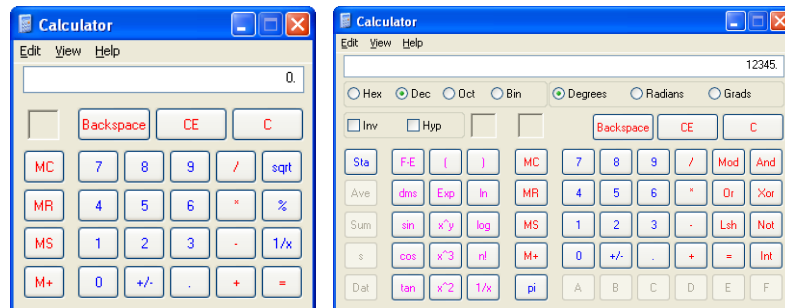 Calculator
Edit View Help
0.
Backspace CE C
MC 7 8 9 / sqrt
MR 4 5 6 * %
MS 1 2 3 - 1/x
M+ 0 +/- . + =
Calculator
Edit View Help
12345.
Hex Dec Oct Bin Degrees Radians Grads
Inv Hyp Backspace CE C
Sta F-E ( ) MC 7 8 9 / Mod And
Ave dms Exp ln MR 4 5 6 * Or Xor
Sum sin x^y log MS 1 2 3 - Lsh Not
s cos x^3 n! M+ 0 +/- . + = Int
Dat tan x^2 1/x pi A B C D E F